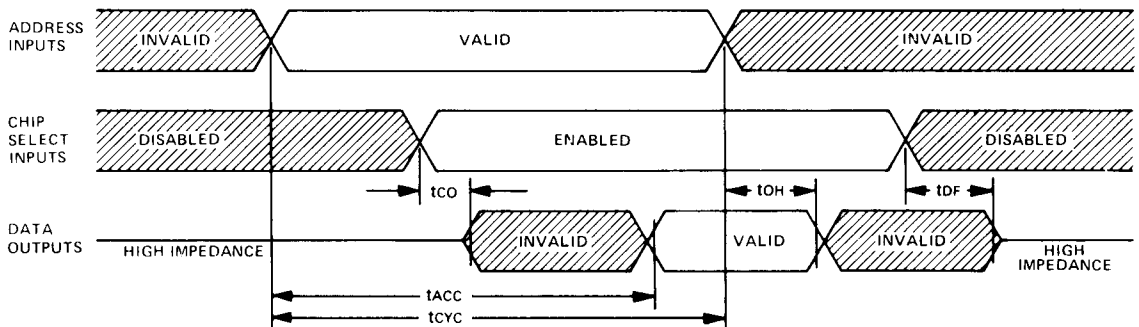 ADDRESS
INPUTS
INVALID
VALID
INVALID
CHIP
SELECT
INPUTS
DISABLED
ENABLED
DISABLED
tCO
tOH
tDF
DATA
OUTPUTS
HIGH IMPEDANCE
INVALID
VALID
INVALID
HIGH
IMPEDANCE
tACC
tCYC